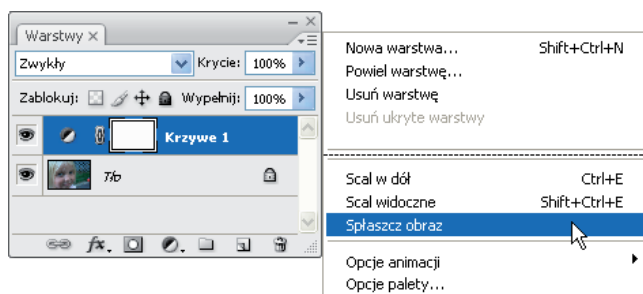 Warstwy
Zwykły Krycie: 100%
Zablokuj: Wypełnij: 100%
Krzywe 1
Tło
fx.
Nowa warstwa... Shift+Ctrl+N
Powiel warstwę...
Usuń warstwę
Usuń ukryte warstwy
Scal w dół Ctrl+E
Scal widoczne Shift+Ctrl+E
Spłaszcz obraz
Opcje animacji
Opcje palety...